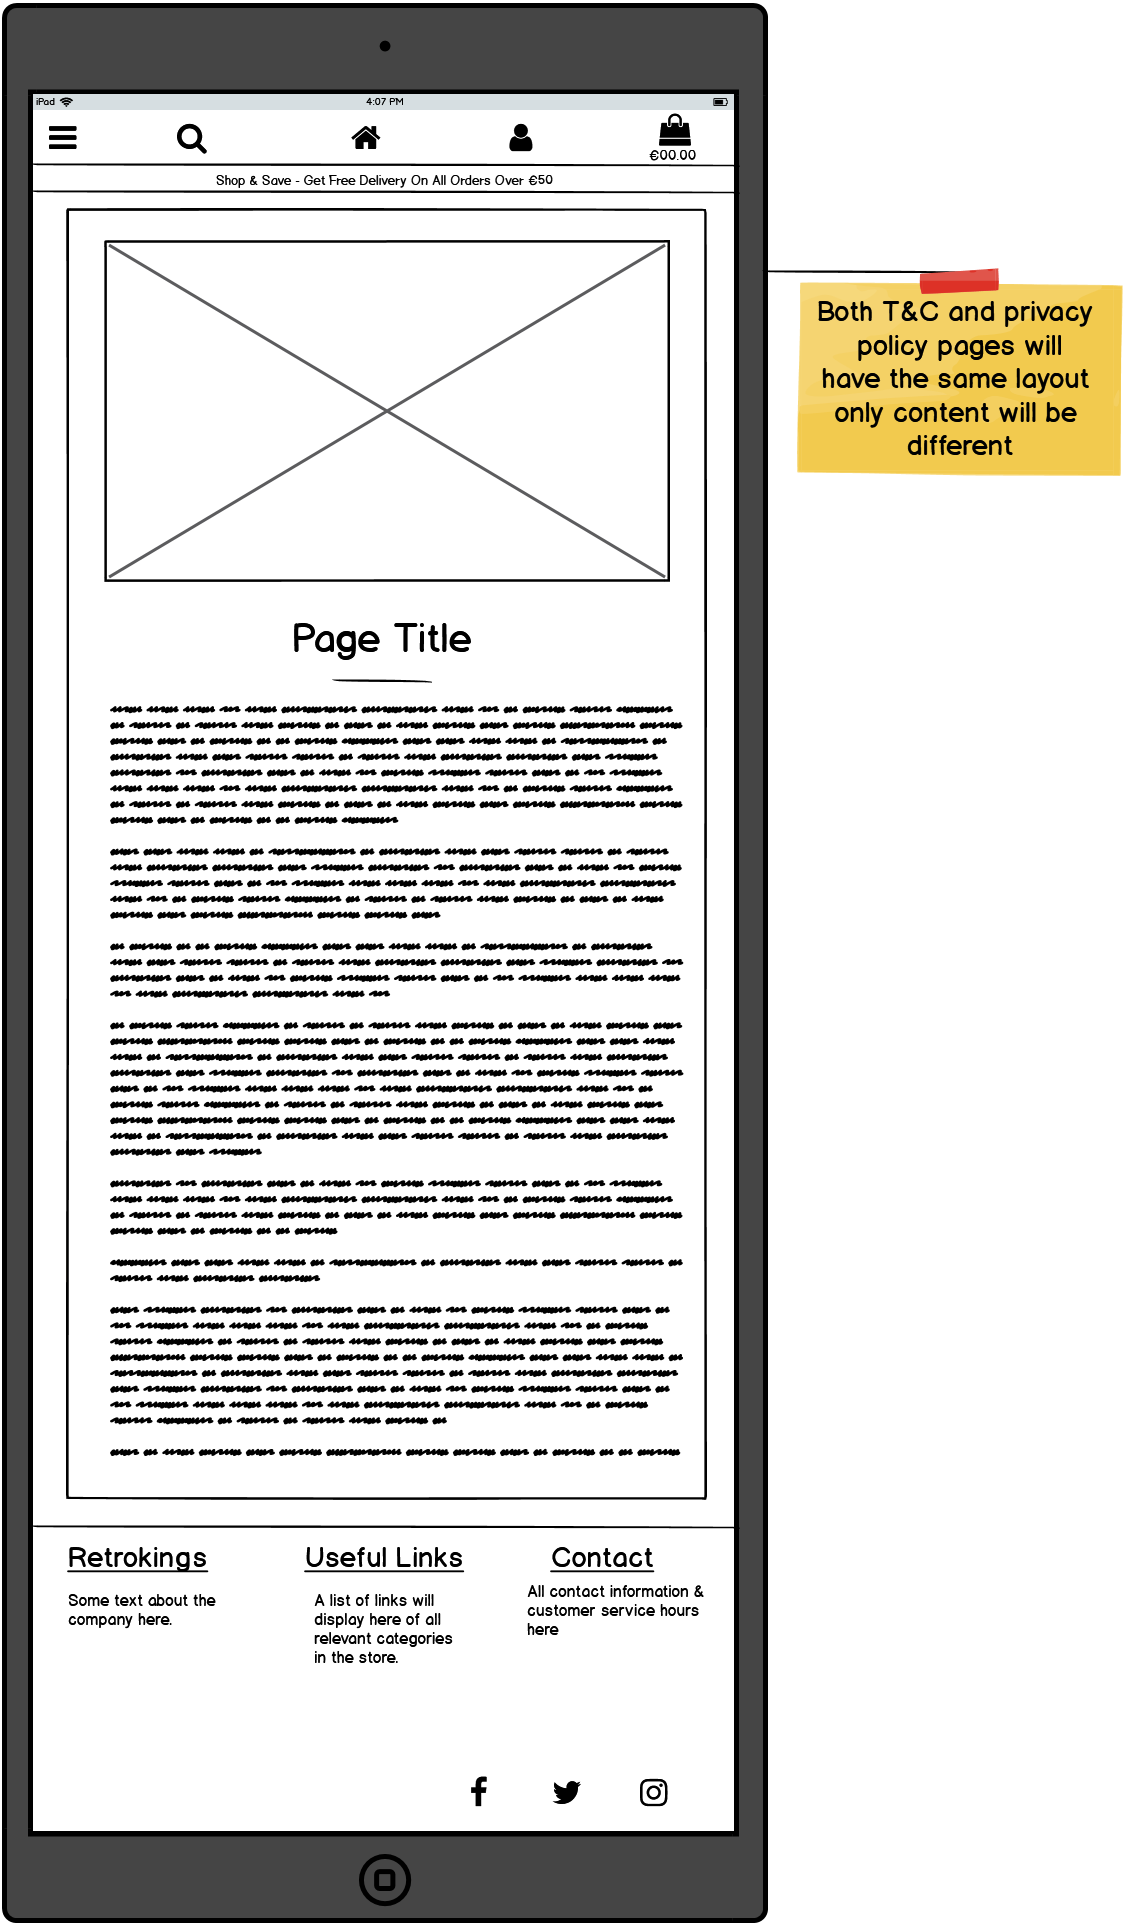 iPad
4:07 PM
€00.00
Shop & Save - Get Free Delivery On All Orders Over €50
Both T&C and privacy
policy pages will
have the same layout
only content will be
different
Page Title
Retrokings
Some text about the
company here.
Useful Links
A list of links will
display here of all
relevant categories
in the store.
Contact
All contact information &
customer service hours
here